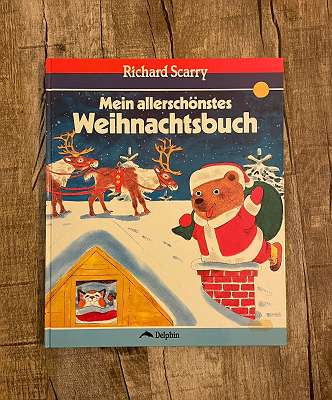 Richard Scarry
Mein allerschönstes
Weihnachtsbuch
Delphin